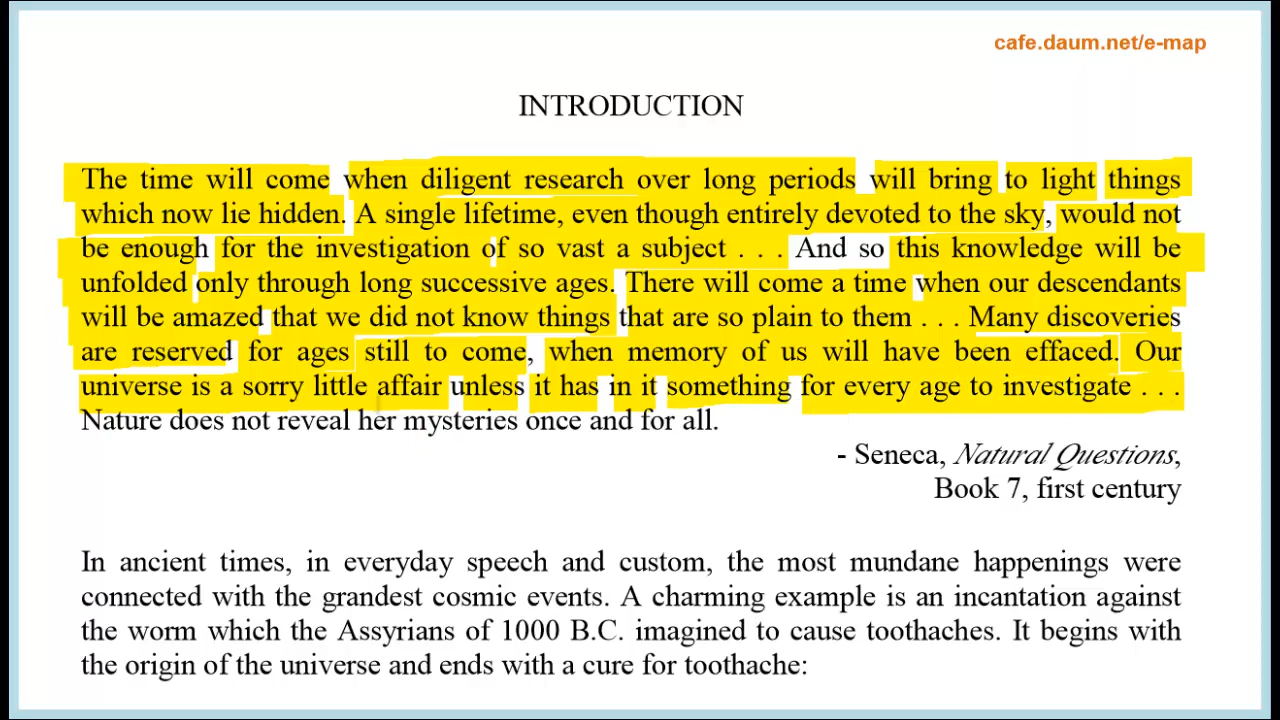 cafe.daum.net/e-map
INTRODUCTION
The time will come when diligent research over long periods will bring to light things
which now lie hidden. A single lifetime, even though entirely devoted to the sky, would not
be enough for the investigation of so vast a subject . . . And so this knowledge will be
unfolded only through long successive ages. There will come a time when our descendants
will be amazed that we did not know things that are so plain to them . . . Many discoveries
are reserved for ages still to come, when memory of us will have been effaced. Our
universe is a sorry little affair unless it has in it something for every age to investigate . . .
Nature does not reveal her mysteries once and for all.
- Seneca, Natural Questions,
Book 7, first century
In ancient times, in everyday speech and custom, the most mundane happenings were
connected with the grandest cosmic events. A charming example is an incantation against
the worm which the Assyrians of 1000 B.C. imagined to cause toothaches. It begins with
the origin of the universe and ends with a cure for toothache: